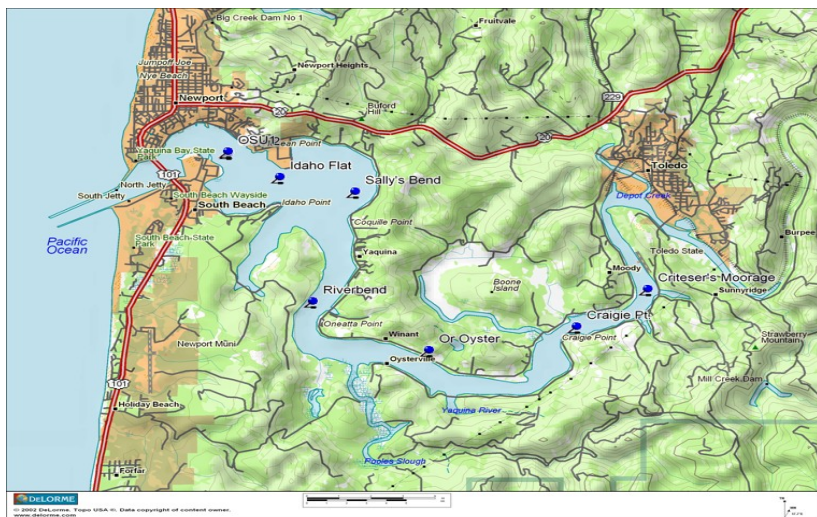 Big Creek Dam No 1
Fruitvale
Jumpoff Joe
Nye Beach
Newport Heights
229
Newport
Buford
Hill
20
20
OSU2
Yaquina Bay State
Park
Idaho Flat
Toledo
Sally's Bend
North Jetty
101
South Beach Wayside
Depot Creek
South Jetty
South Beach
Idaho Point
Coquille Point
Pacific
Ocean
South Beach State
Park
Yaquina
Toledo State
Burpee
Moody
Criteser's Moorage
Boone
Island
Sunnyridge
Riverbend
Oneatta Point
Craigie Pt
Winant
Craigie Point
Strawberry
Mountain
Newport Muni
Or Oyster
Oysterville
101
Mill Creek Dam
Holiday Beach
Yaquina River
Pooles Slough
Forfar
DeLORME
© 2002 DeLorme. Topo USA ®. Data copyright of content owner.
www.delorme.com